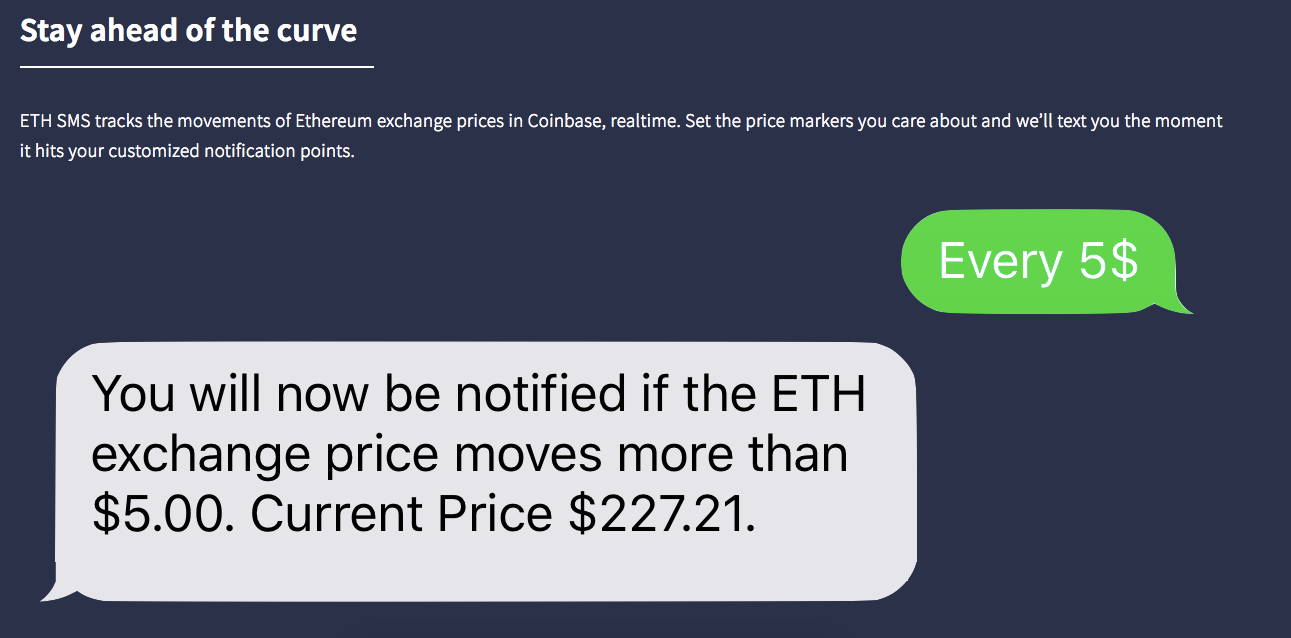 Stay ahead of the curve
ETH SMS tracks the movements of Ethereum exchange prices in Coinbase, realtime. Set the price markers you care about and we'll text you the moment
it hits your customized notification points.
Every 5$
You will now be notified if the ETH
exchange price moves more than
$5.00. Current Price $227.21.